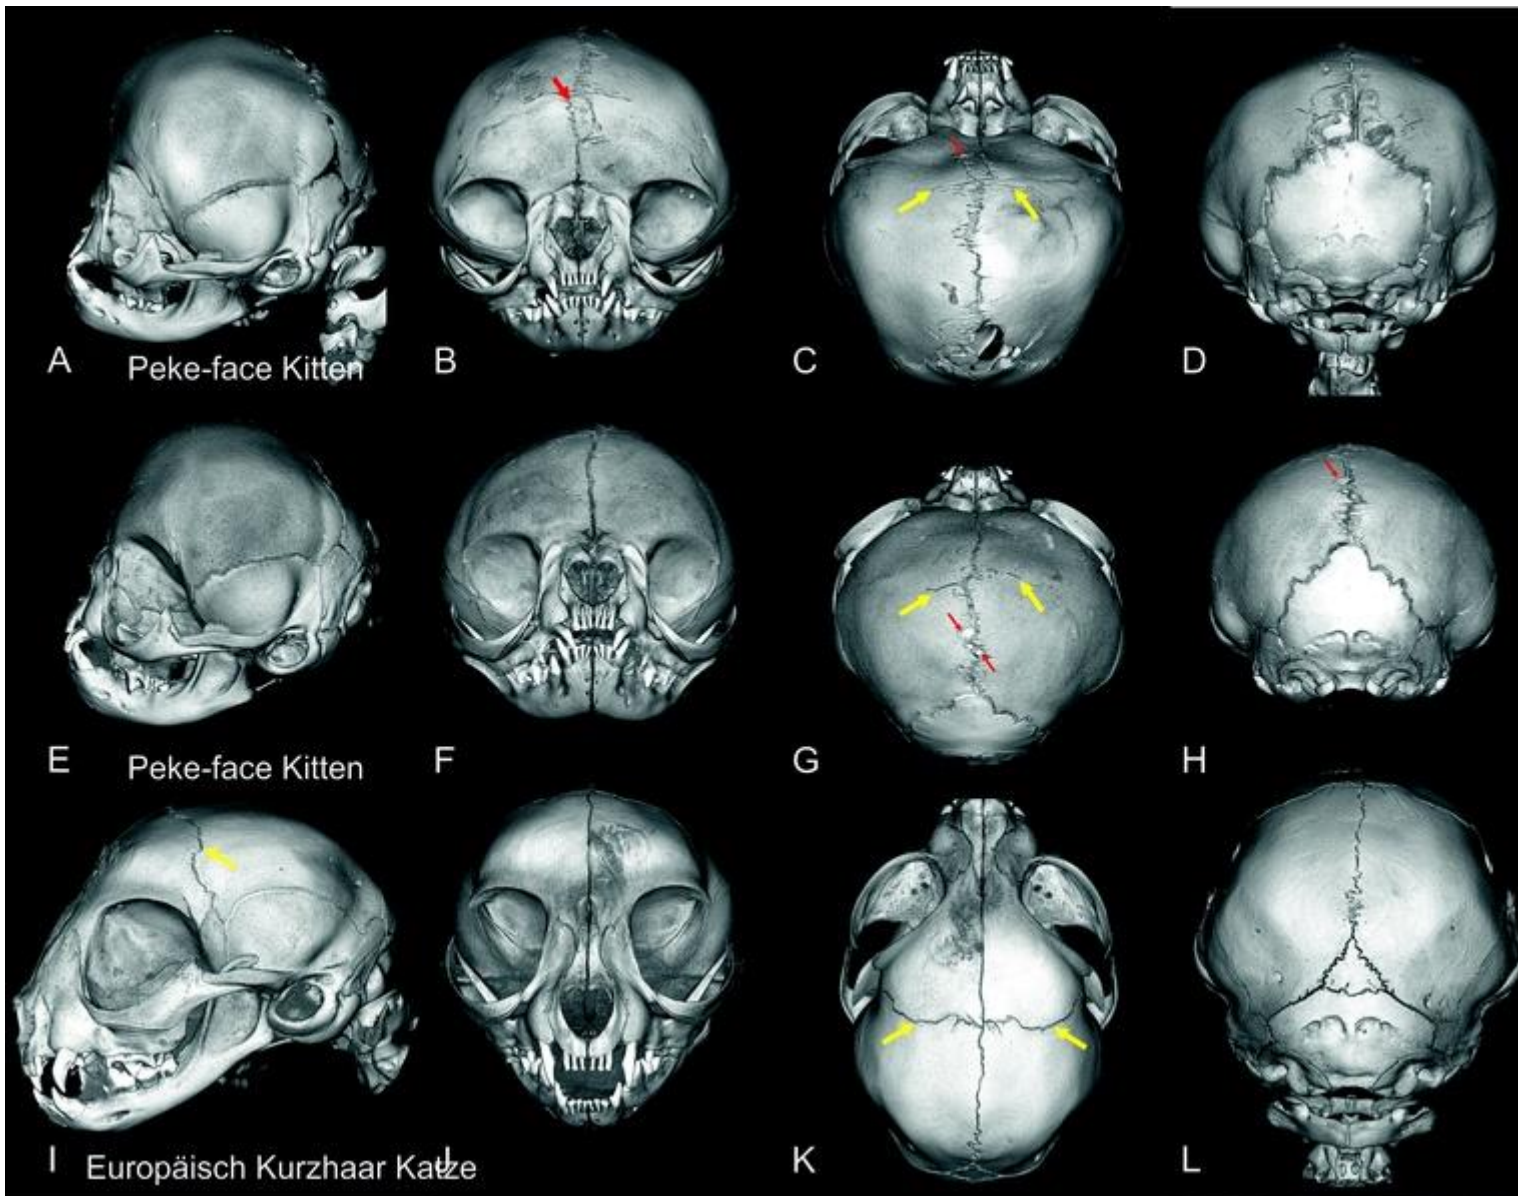 A Peke-face Kitten B C D
E Peke-face Kitten F G H
I Europäisch Kurzhaar Katze J K L